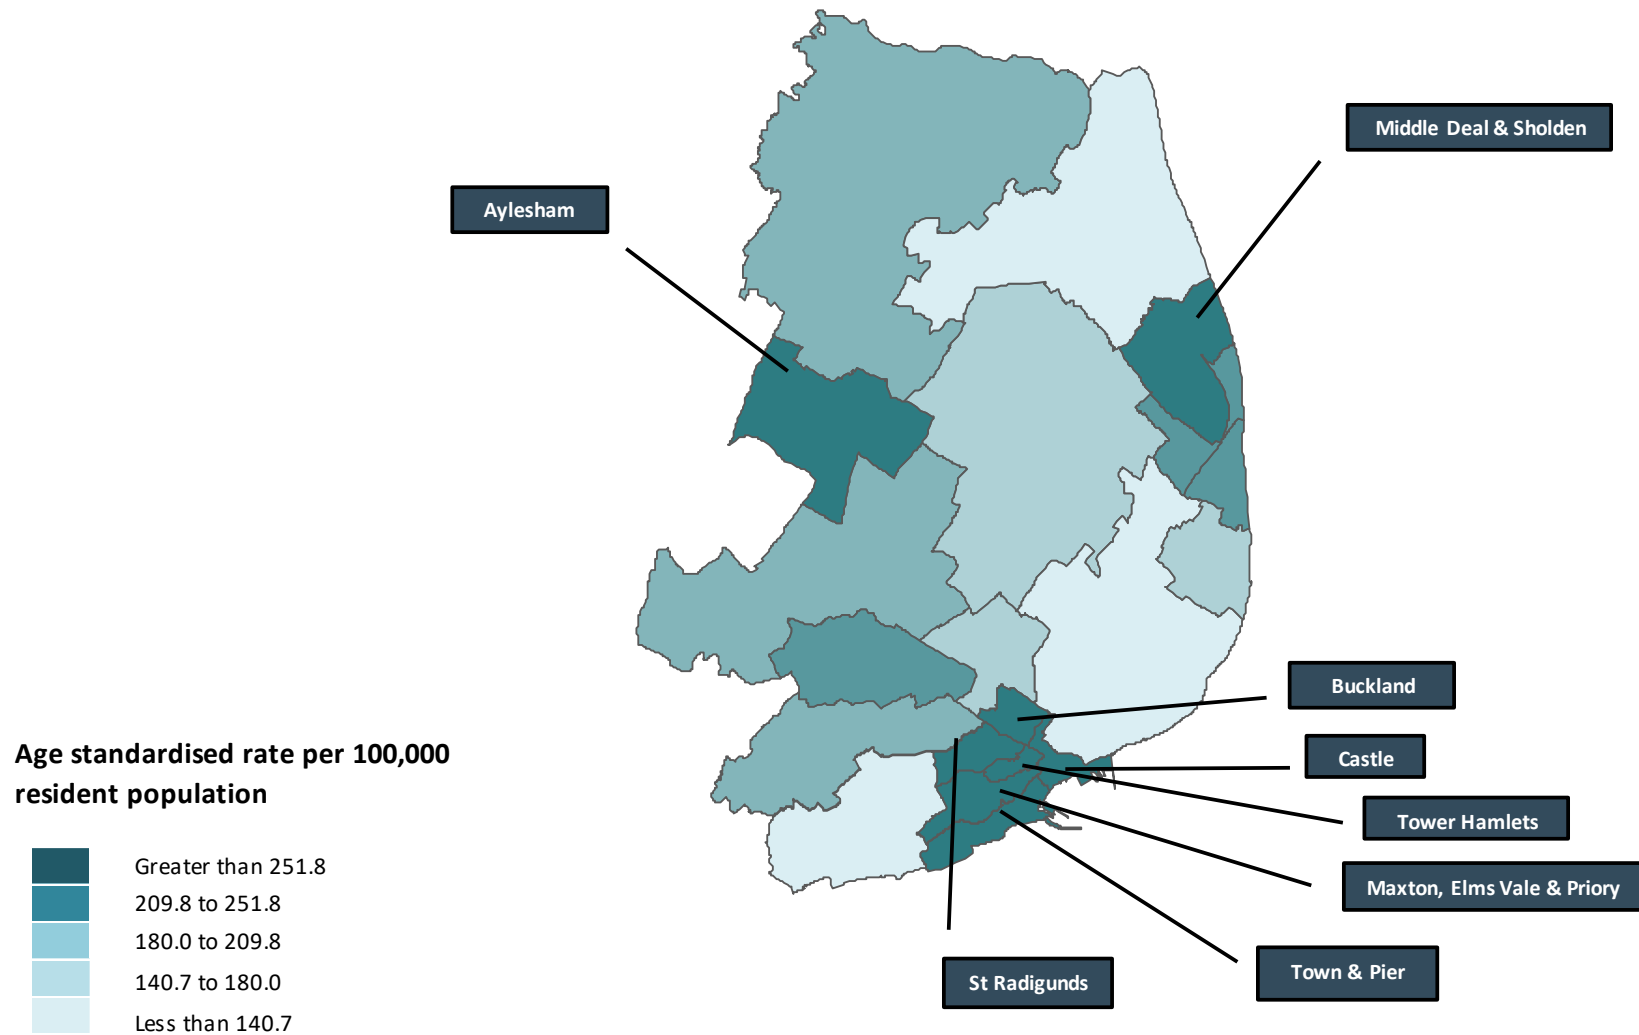 Middle Deal & Sholden
Aylesham
Buckland
Castle
Tower Hamlets
Maxton, Elms Vale & Priory
Town & Pier
St Radigunds
Age standardised rate per 100,000
resident population
Greater than 251.8
209.8 to 251.8
180.0 to 209.8
140.7 to 180.0
Less than 140.7